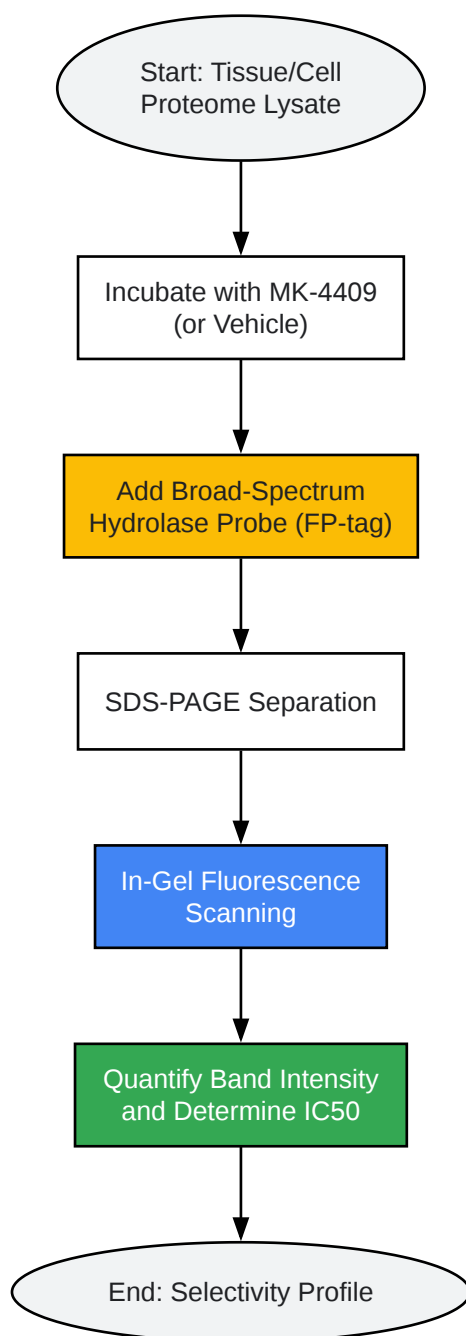 Start: Tissue/Cell
Proteome Lysate
Incubate with MK-4409
(or Vehicle)
Add Broad-Spectrum
Hydrolase Probe (FP-tag)
SDS-PAGE Separation
In-Gel Fluorescence
Scanning
Quantify Band Intensity
and Determine IC50
End: Selectivity Profile